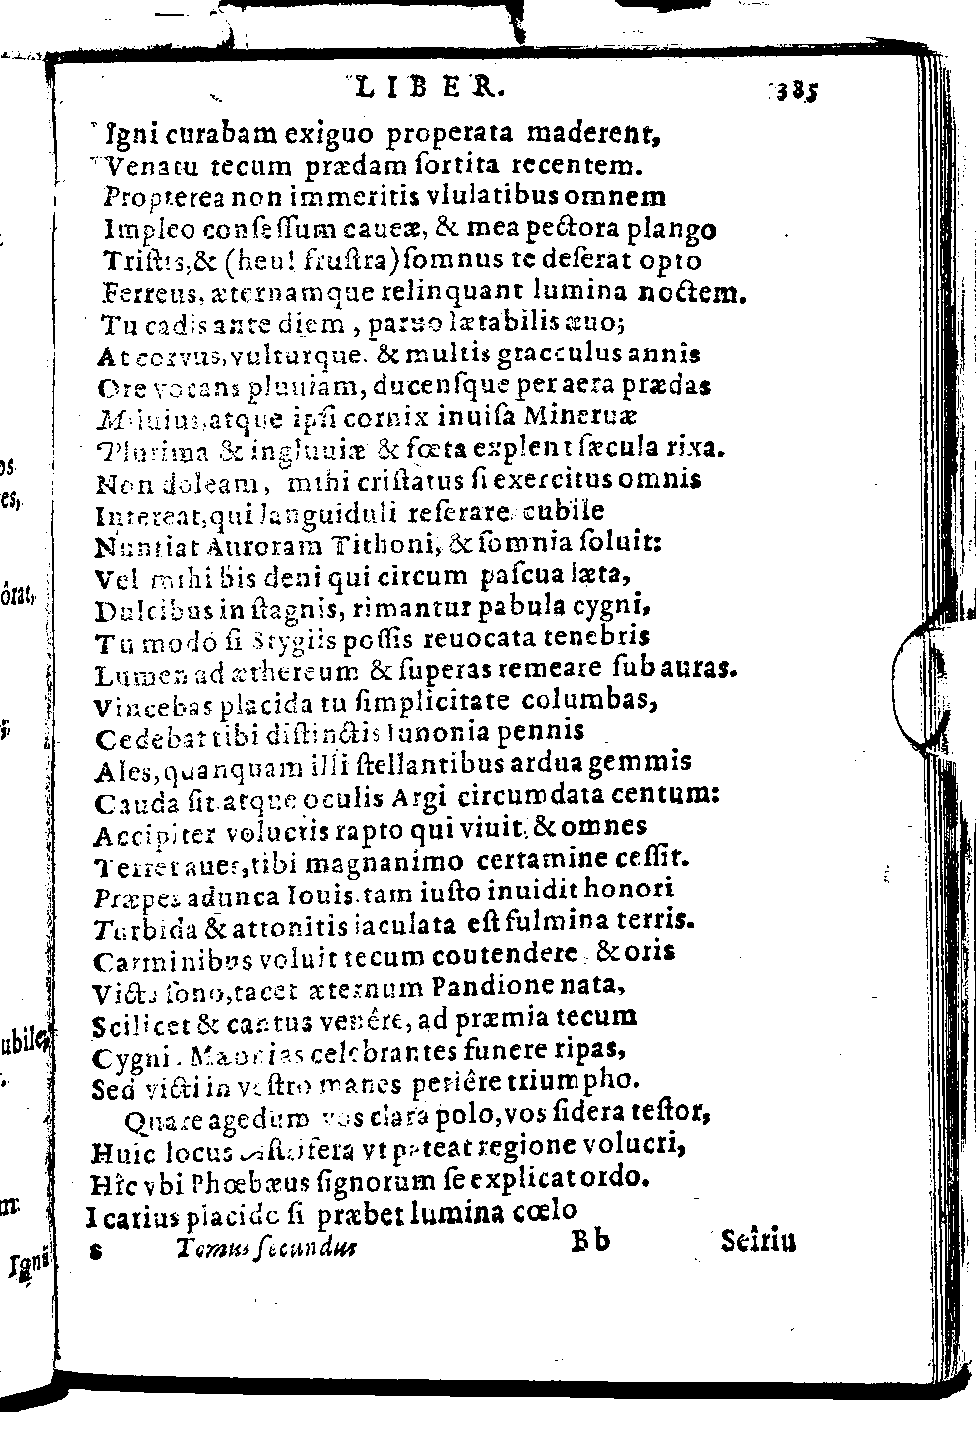 LIBER. 385
Igni curabam exiguo properata maderent,
Venatu tecum prædam ſortita recentem.
Propterea non immeritis vlulatibus omnem
Impleo conſeſſum caueæ, & mea pectora plango
Triſtis, & (heu! fruſtra) ſomnus te deſerat opto
Ferreus, æternamque relinquant lumina noctem.
Tu cadis ante diem, paruo lætabilis æuo;
At corvus, vulturque, & multis gracculus annis
Ore vocans pluuiam, ducenſque per aera prædas
Miluius, atque ipſi cornix inuiſa Mineruæ
Plurima & ingluuiæ & fœta explent ſæcula rixa.
Non doleam, mihi criſtatus ſi exercitus omnis
Intereat, qui languiduli reſerare cubile
Nuntiat Auroram Tithoni, & ſomnia ſoluit:
Vel mihi bis deni qui circum paſcua læta,
Dulcibus in ſtagnis, rimantur pabula cygni,
Tu modó ſi Stygiis poſſis reuocata tenebris
Lumen ad æthereum & ſuperas remeare ſub auras.
Vincebas placida tu ſimplicitate columbas,
Cedebat tibi diſtinctis Iunonia pennis
Ales, quanquam illi ſtellantibus ardua gemmis
Cauda ſit atque oculis Argi circumdata centum:
Accipiter volucris rapto qui viuit, & omnes
Terret aues, tibi magnanimo certamine ceſſit.
Præpes adunca Iouis tam iuſto inuidit honori
Turbida & attonitis iaculata eſt fulmina terris.
Carminibus voluit tecum coutendere, & oris
Victa ſono, tacet æternum Pandione nata,
Scilicet & cantus venêre, ad præmia tecum
Cygni, Mæonias celebrantes funere ripas,
Sed victi in veſtro manes periêre triumpho.
Quare agedum vos clara polo, vos ſidera teſtor,
Huic locus vt pateat regione volucri,
Hîc vbi Phœbæus ſignorum ſe explicat ordo.
Icarius placido ſi præbet lumina cœlo
s Tomus ſecundus Bb Seîriu
os
es,
ôrat,
ubile,
Igni